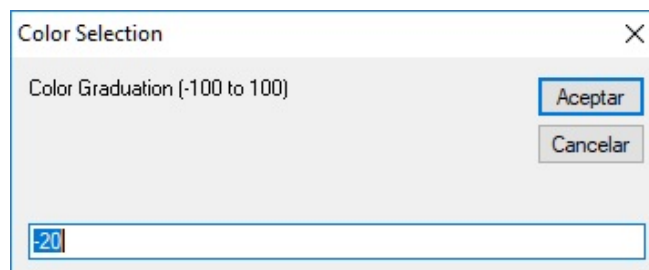 Color Selection
Color Graduation (-100 to 100)
Aceptar
Cancelar
-20